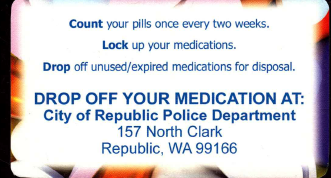 Count your pills once every two weeks.
Lock up your medications.
Drop off unused/expired medications for disposal.
DROP OFF YOUR MEDICATION AT:
City of Republic Police Department
157 North Clark
Republic, WA 99166